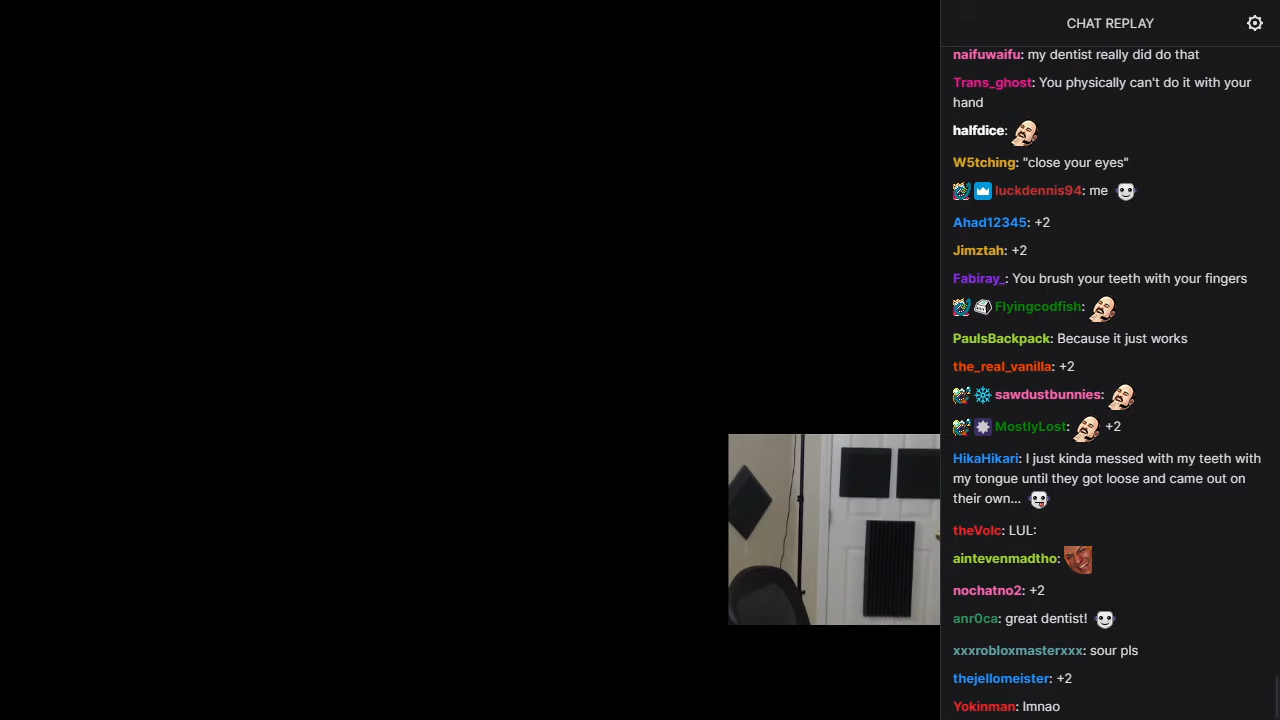 CHAT REPLAY
naifuwaifu: my dentist really did do that
Trans_ghost: You physically can't do it with your
hand
halfdice:
W5tching: "close your eyes"
luckdennis94: me
Ahad12345: +2
Jimztah: +2
Fabiray_: You brush your teeth with your fingers
Flyingcodfish:
PaulsBackpack: Because it just works
the_real_vanilla: +2
sawdustbunnies:
MostlyLost: +2
HikaHikari: I just kinda messed with my teeth with
my tongue until they got loose and came out on
their own...
theVolc: LUL:
aintevenmadtho:
nochatno2: +2
anr0ca: great dentist!
xxxrobloxmasterxxx: sour pls
thejellomeister: +2
Yokinman: lmnao